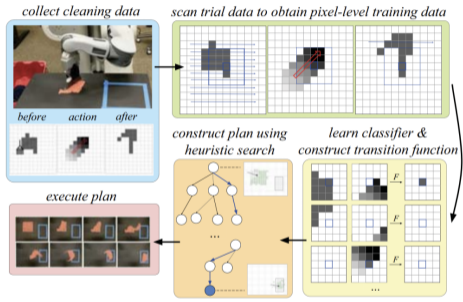 collect cleaning data
scan trial data to obtain pixel-level training data
before
action
after
construct plan using
heuristic search
learn classifier &
construct transition function
execute plan
...
F
F
...
F
...